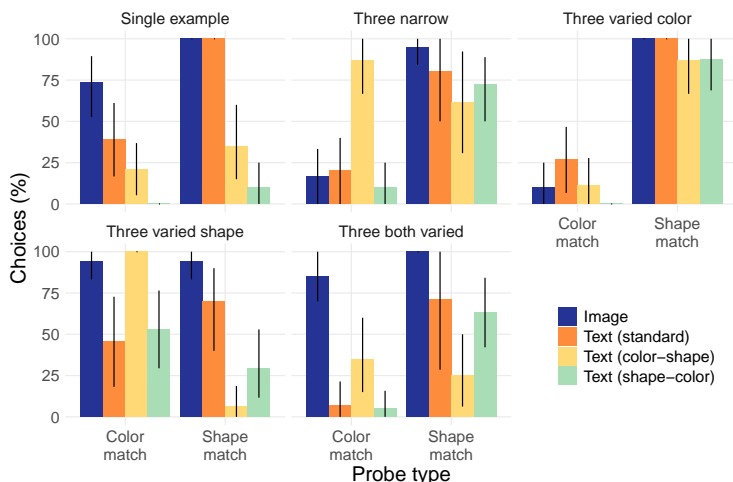 Single example
Three narrow
Three varied color
Choices (%)
100
75
50
25
0
Color
match
Shape
match
Three varied shape
Three both varied
100
75
50
25
0
Color
match
Shape
match
Color
match
Shape
match
Probe type
Image
Text (standard)
Text (color−shape)
Text (shape−color)